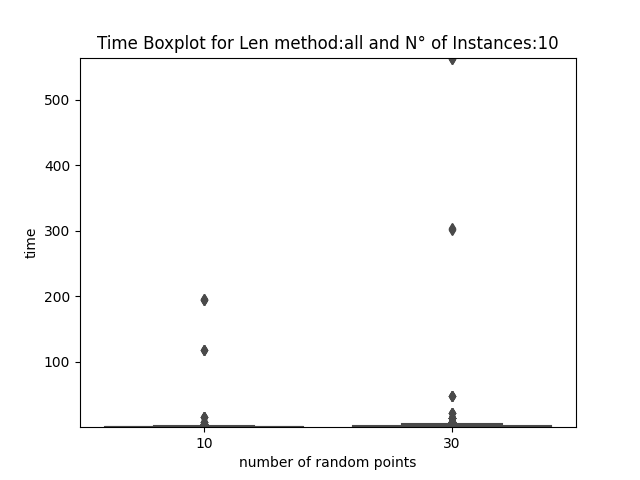 Time Boxplot for Len method:all and N° of Instances:10
500
400
300
200
100
time
10 30
number of random points